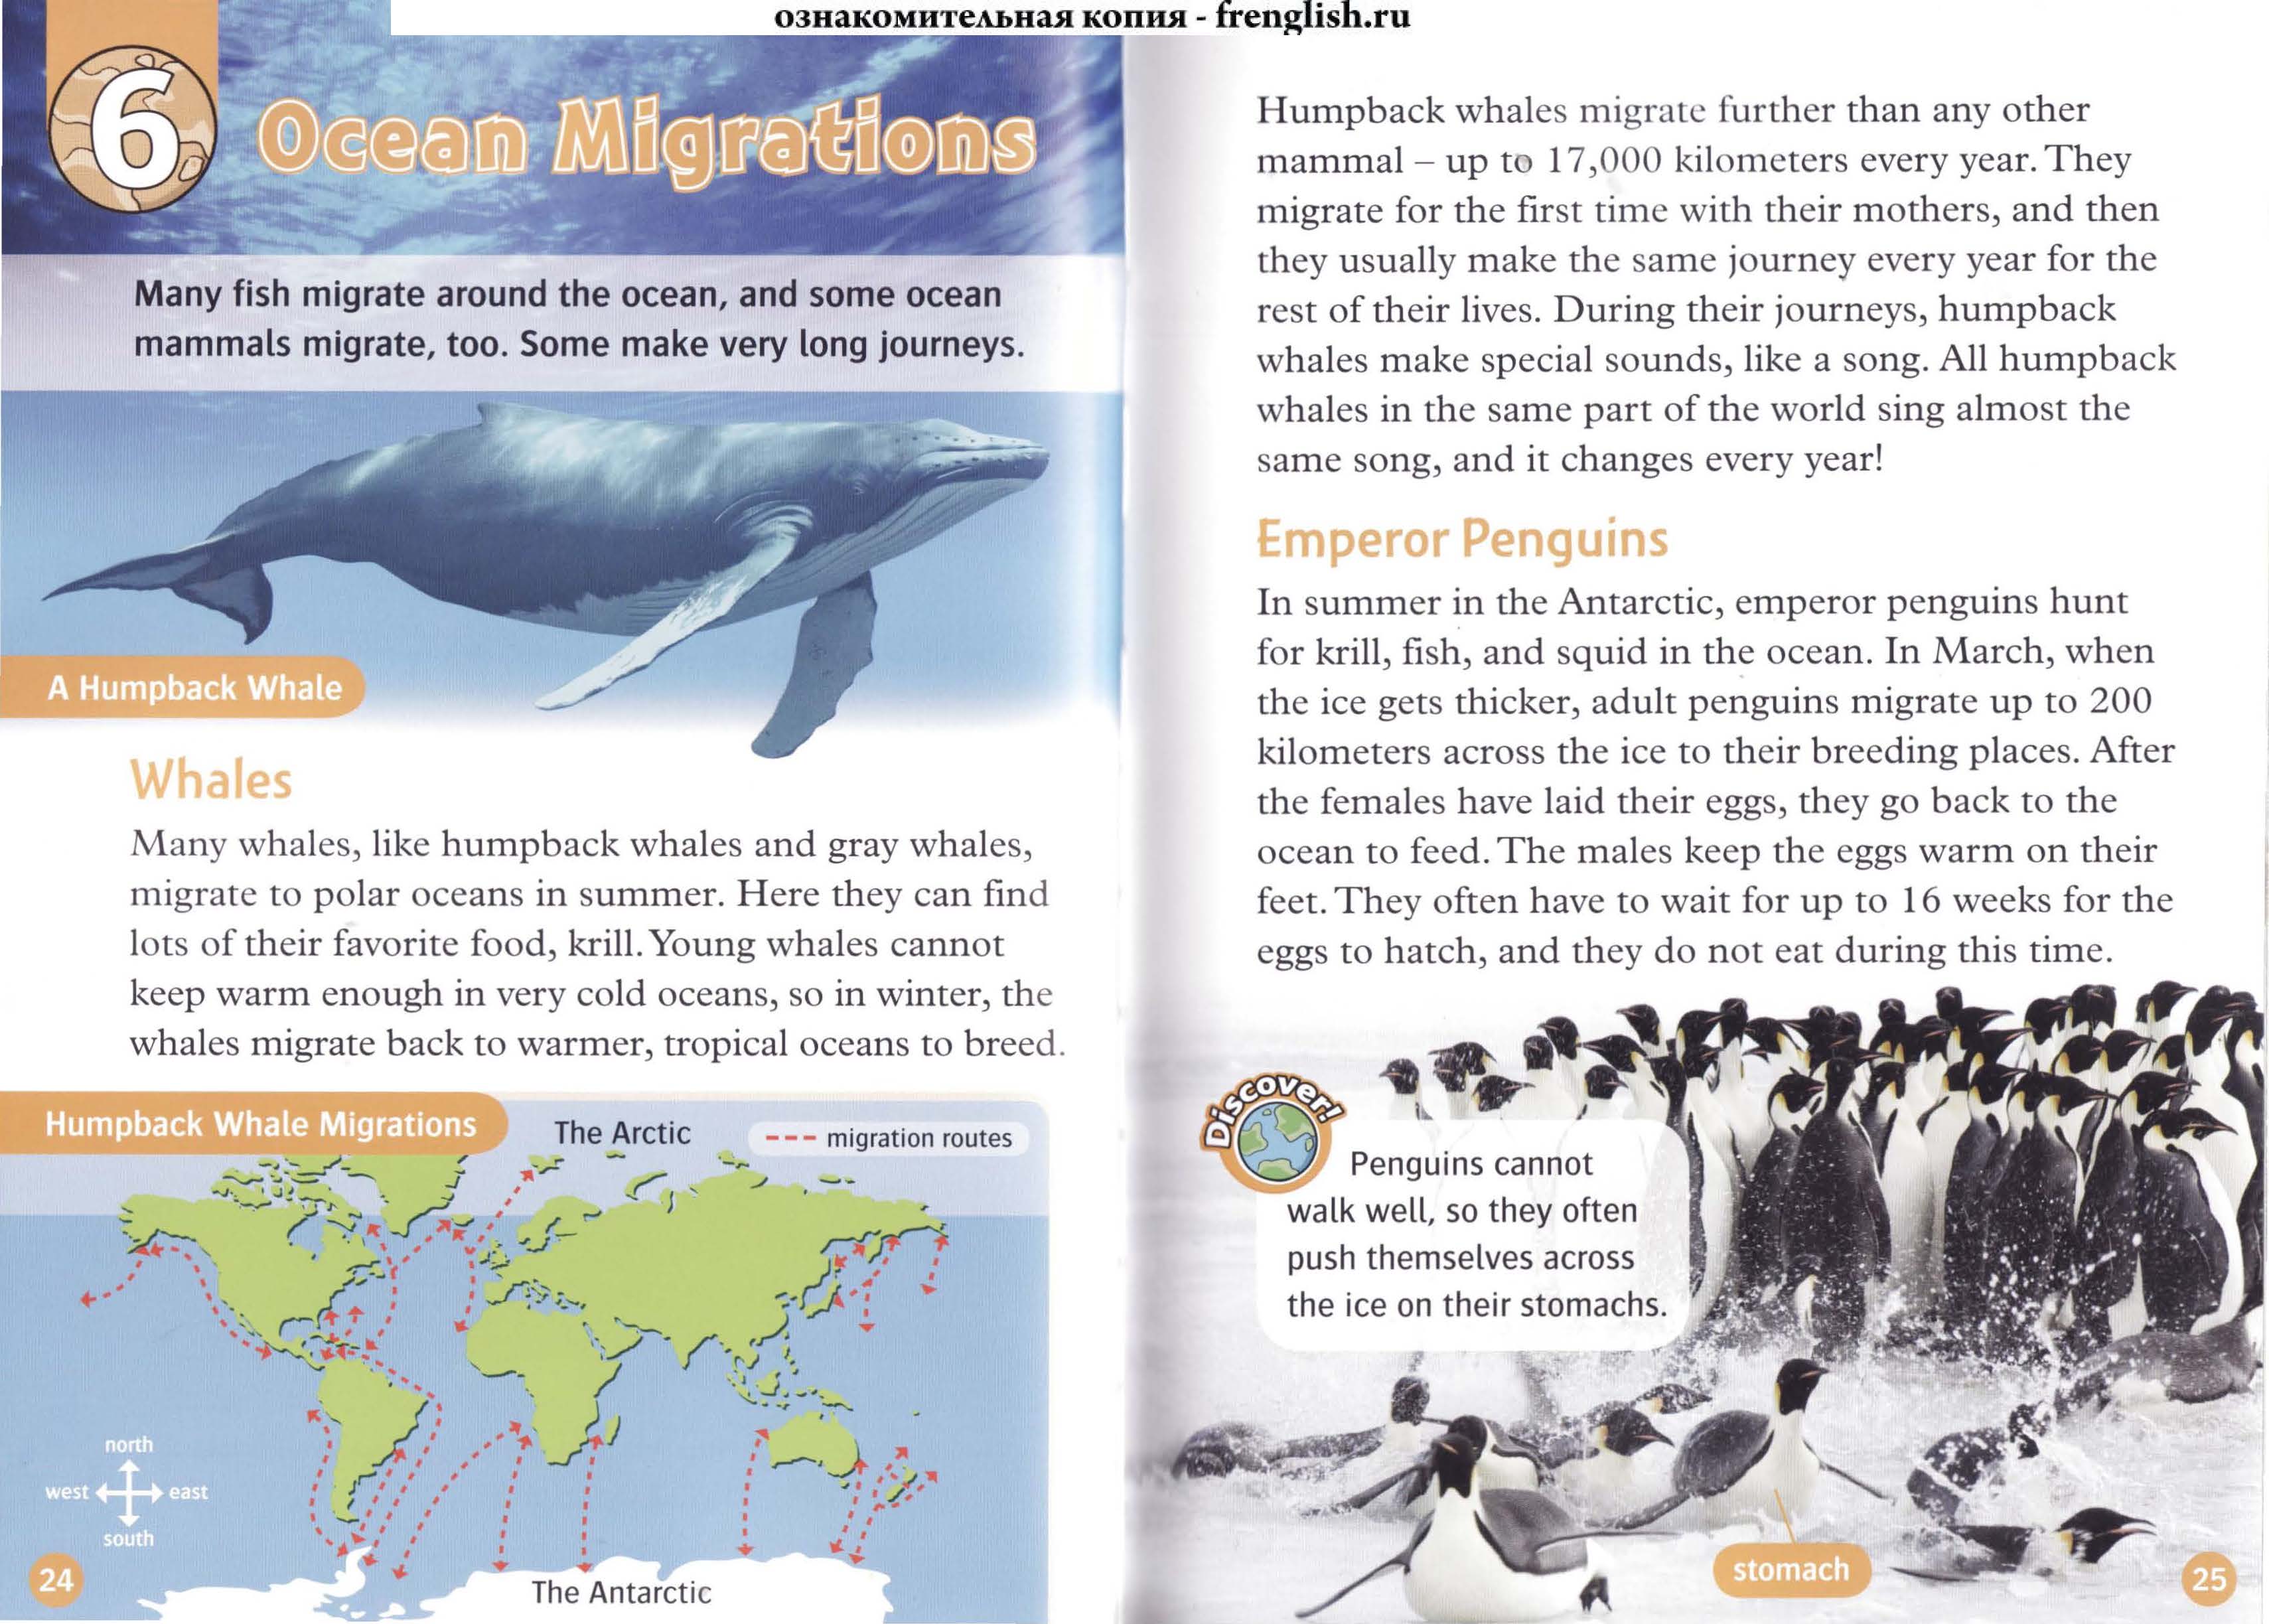 ознакомительная копия - frenglish.ru
6
Ocean Migrations
Many fish migrate around the ocean, and some ocean
mammals migrate, too. Some make very long journeys.
A Humpback Whale
Whales
Many whales, like humpback whales and gray whales,
migrate to polar oceans in summer. Here they can find
lots of their favorite food, krill. Young whales cannot
keep warm enough in very cold oceans, so in winter, the
whales migrate back to warmer, tropical oceans to breed.
Humpback Whale Migrations
The Arctic
migration routes
north
west
east
south
The Antarctic
24
Humpback whales migrate further than any other
mammal – up to 17,000 kilometers every year. They
migrate for the first time with their mothers, and then
they usually make the same journey every year for the
rest of their lives. During their journeys, humpback
whales make special sounds, like a song. All humpback
whales in the same part of the world sing almost the
same song, and it changes every year!
Emperor Penguins
In summer in the Antarctic, emperor penguins hunt
for krill, fish, and squid in the ocean. In March, when
the ice gets thicker, adult penguins migrate up to 200
kilometers across the ice to their breeding places. After
the females have laid their eggs, they go back to the
ocean to feed. The males keep the eggs warm on their
feet. They often have to wait for up to 16 weeks for the
eggs to hatch, and they do not eat during this time.
Discover!
Penguins cannot
walk well, so they often
push themselves across
the ice on their stomachs.
stomach
25